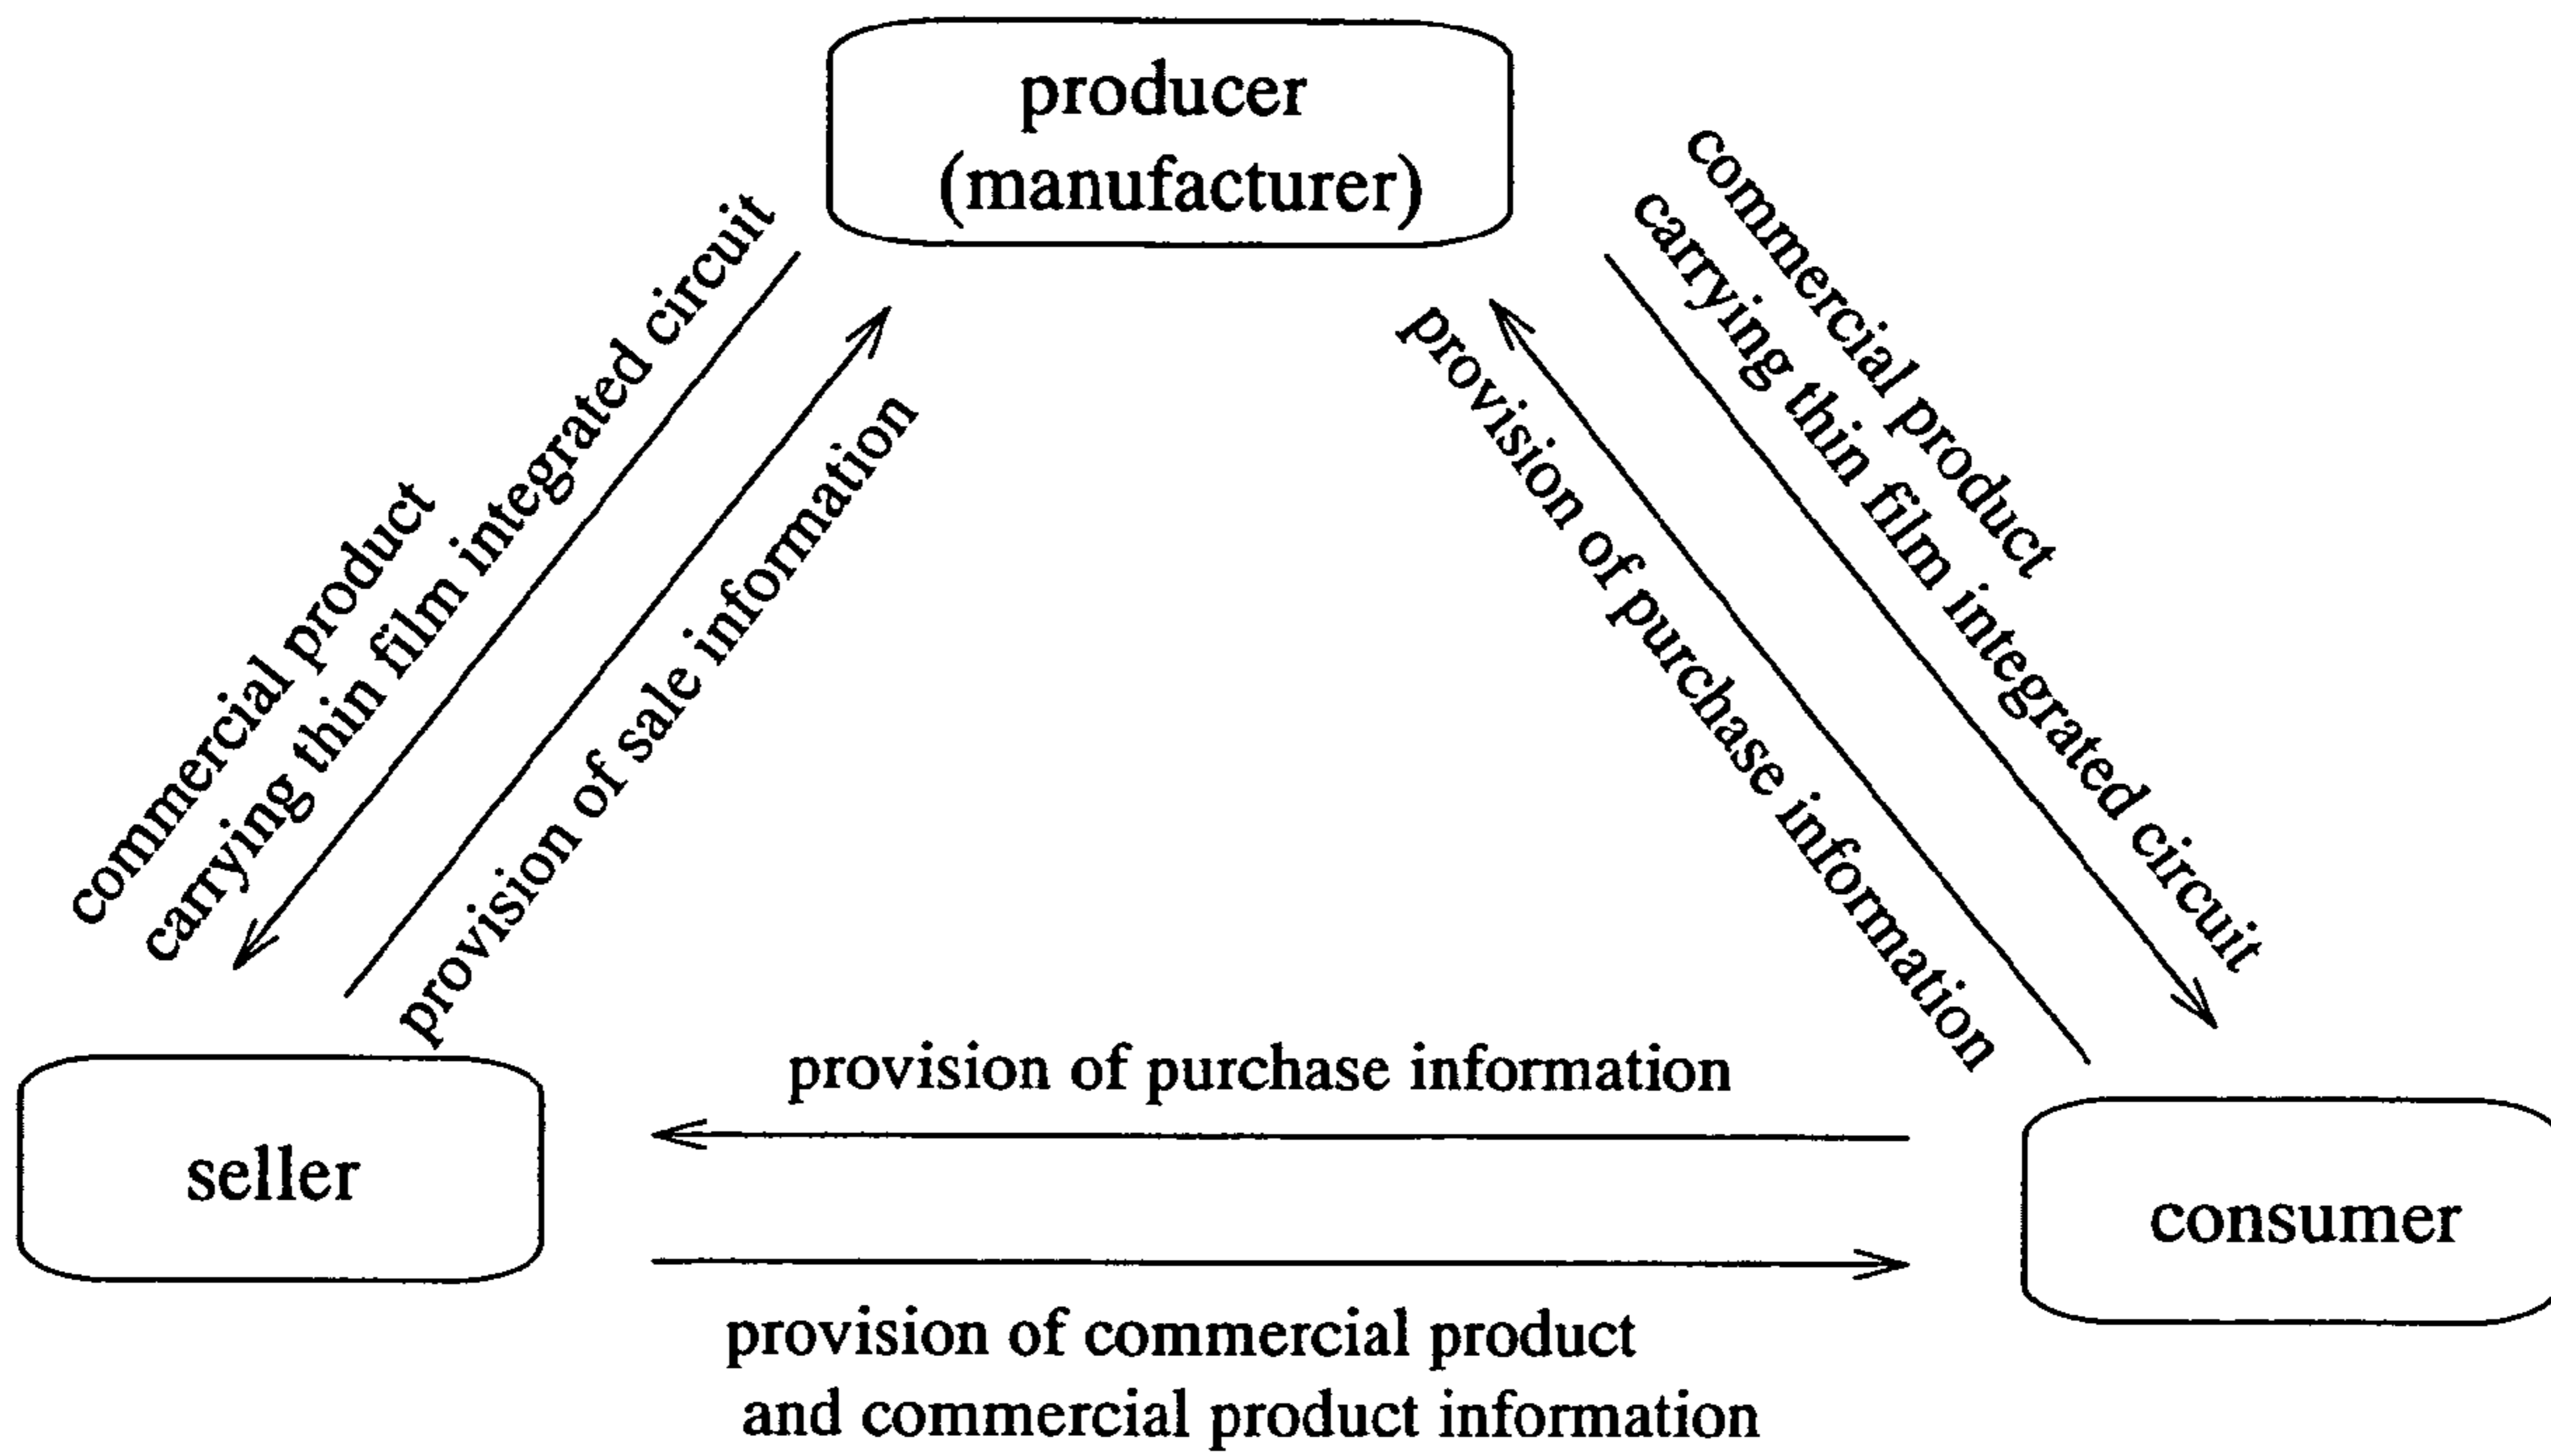 producer
(manufacturer)
commercial product
carrying thin film integrated circuit
provision of sale information
commercial product
carrying thin film integrated circuit
provision of purchase information
provision of purchase information
seller
consumer
provision of commercial product
and commercial product information